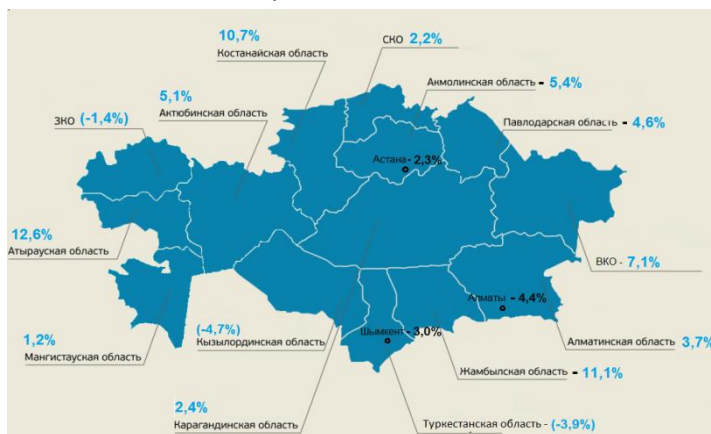 10,7%
Костанайская область
СКО 2,2%
Акмолинская область - 5,4%
5,1%
Актюбинская область
ЗКО (-1,4%)
Павлодарская область - 4,6%
Астана - 2,3%
12,6%
Атырауская область
ВКО - 7,1%
Алматы - 4,4%
1,2%
Мангистауская область
(-4,7%)
Кызылординская область
Шымкент - 3,0%
Алматинская область 3,7%
Жамбылская область - 11,1%
2,4%
Карагандинская область
Туркестанская область - (-3,9%)